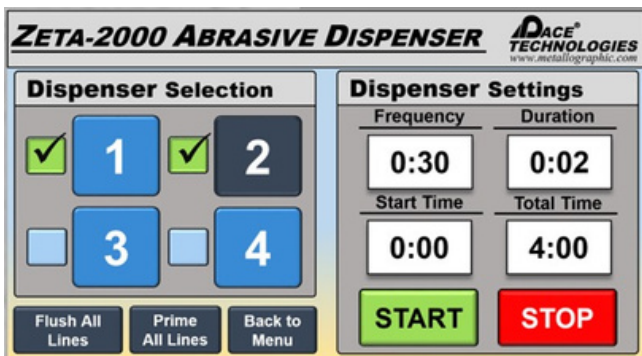 ZETA-2000 ABRASIVE DISPENSER
PACE®
TECHNOLOGIES
www.metallographic.com
Dispenser Selection
1
2
3
4
Flush All
Lines
Prime
All Lines
Back to
Menu
Dispenser Settings
Frequency
Duration
0:30
0:02
Start Time
Total Time
0:00
4:00
START
STOP